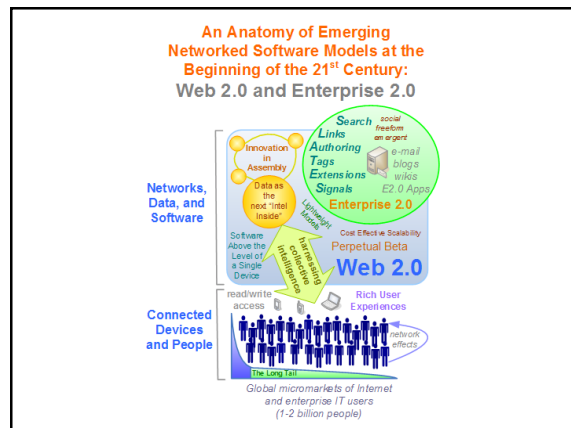 An Anatomy of Emerging
Networked Software Models at the
Beginning of the 21st Century:
Web 2.0 and Enterprise 2.0
Search
Links
Authoring
Tags
Extensions
Signals
social
freeform
emergent
e-mail
blogs
wikis
E2.0 Apps
Enterprise 2.0
Innovation
in
Assembly
Data as
the
next "Intel
Inside"
Networks,
Data, and
Software
Lightweight
Models
Software
Above the
Level of
a Single
Device
Cost Effective Scalability
Perpetual Beta
Web 2.0
harnessing
collective
intelligence
read/write
access
Rich User
Experiences
Connected
Devices
and People
network
effects
The Long Tail
Global micromarkets of Internet
and enterprise IT users
(1-2 billion people)